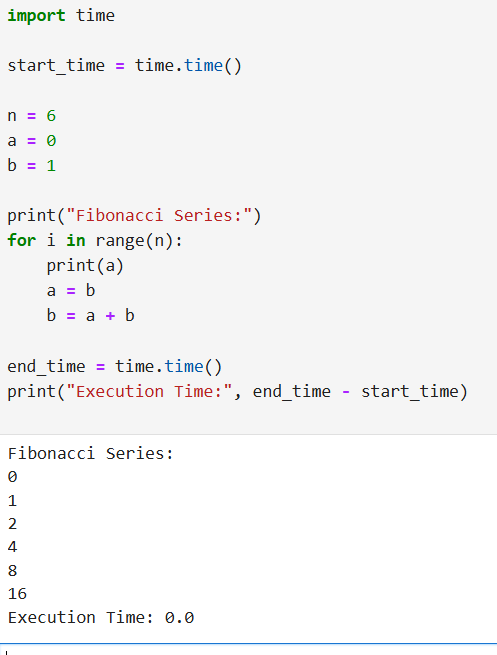 import time
start_time = time.time()
n = 6
a = 0
b = 1
print("Fibonacci Series:")
for i in range(n):
    print(a)
    a = b
    b = a + b
end_time = time.time()
print("Execution Time:", end_time - start_time)
Fibonacci Series:
0
1
2
4
8
16
Execution Time: 0.0